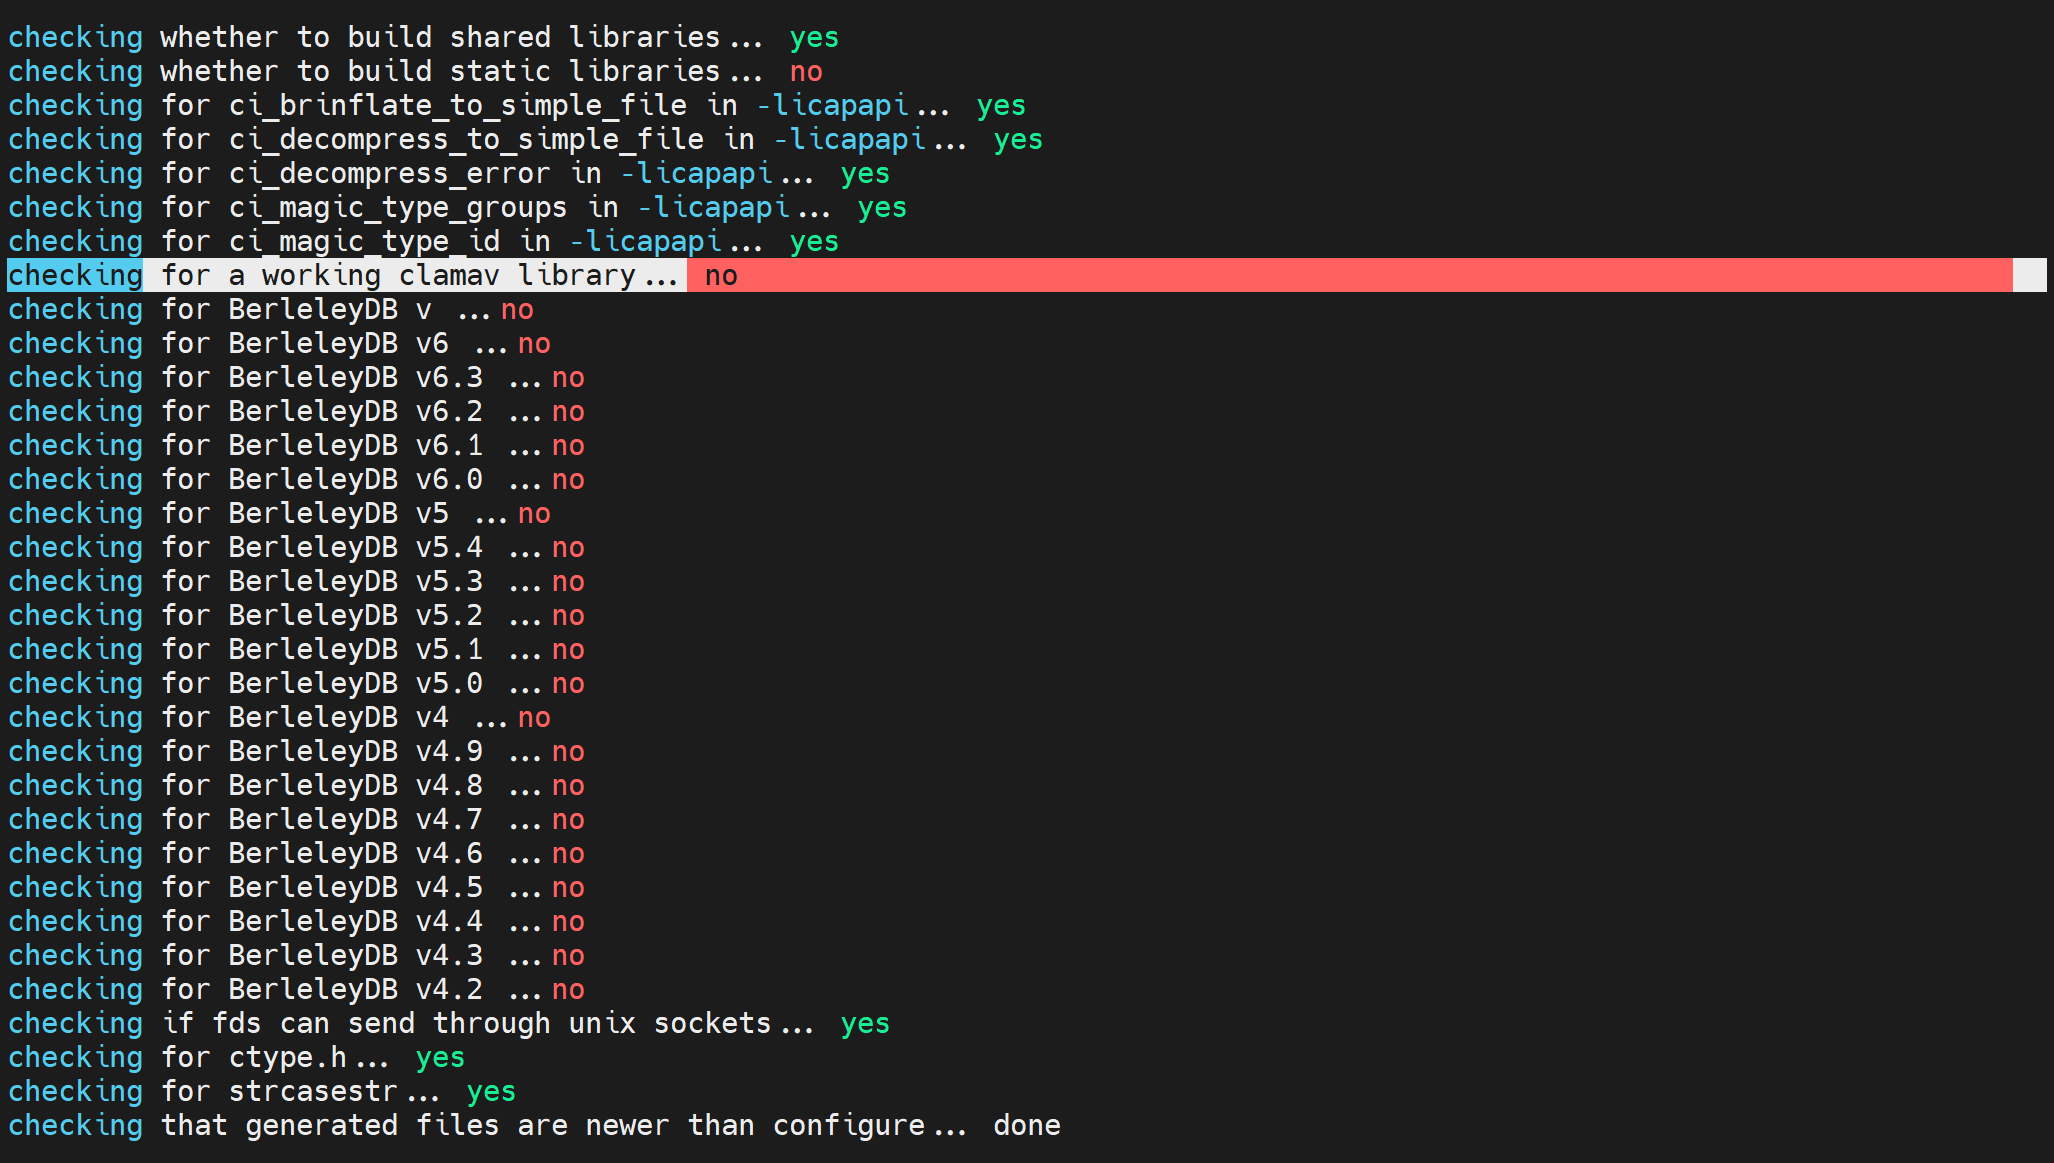 checking whether to build shared libraries... yes
checking whether to build static libraries... no
checking for ci_brinflate_to_simple_file in -licapapi... yes
checking for ci_decompress_to_simple_file in -licapapi... yes
checking for ci_decompress_error in -licapapi... yes
checking for ci_magic_type_groups in -licapapi... yes
checking for ci_magic_type_id in -licapapi... yes
checking for a working clamav library... no
checking for BerleleyDB v ...no
checking for BerleleyDB v6 ...no
checking for BerleleyDB v6.3 ...no
checking for BerleleyDB v6.2 ...no
checking for BerleleyDB v6.1 ...no
checking for BerleleyDB v6.0 ...no
checking for BerleleyDB v5 ...no
checking for BerleleyDB v5.4 ...no
checking for BerleleyDB v5.3 ...no
checking for BerleleyDB v5.2 ...no
checking for BerleleyDB v5.1 ...no
checking for BerleleyDB v5.0 ...no
checking for BerleleyDB v4 ...no
checking for BerleleyDB v4.9 ...no
checking for BerleleyDB v4.8 ...no
checking for BerleleyDB v4.7 ...no
checking for BerleleyDB v4.6 ...no
checking for BerleleyDB v4.5 ...no
checking for BerleleyDB v4.4 ...no
checking for BerleleyDB v4.3 ...no
checking for BerleleyDB v4.2 ...no
checking if fds can send through unix sockets... yes
checking for ctype.h... yes
checking for strcasestr... yes
checking that generated files are newer than configure... done